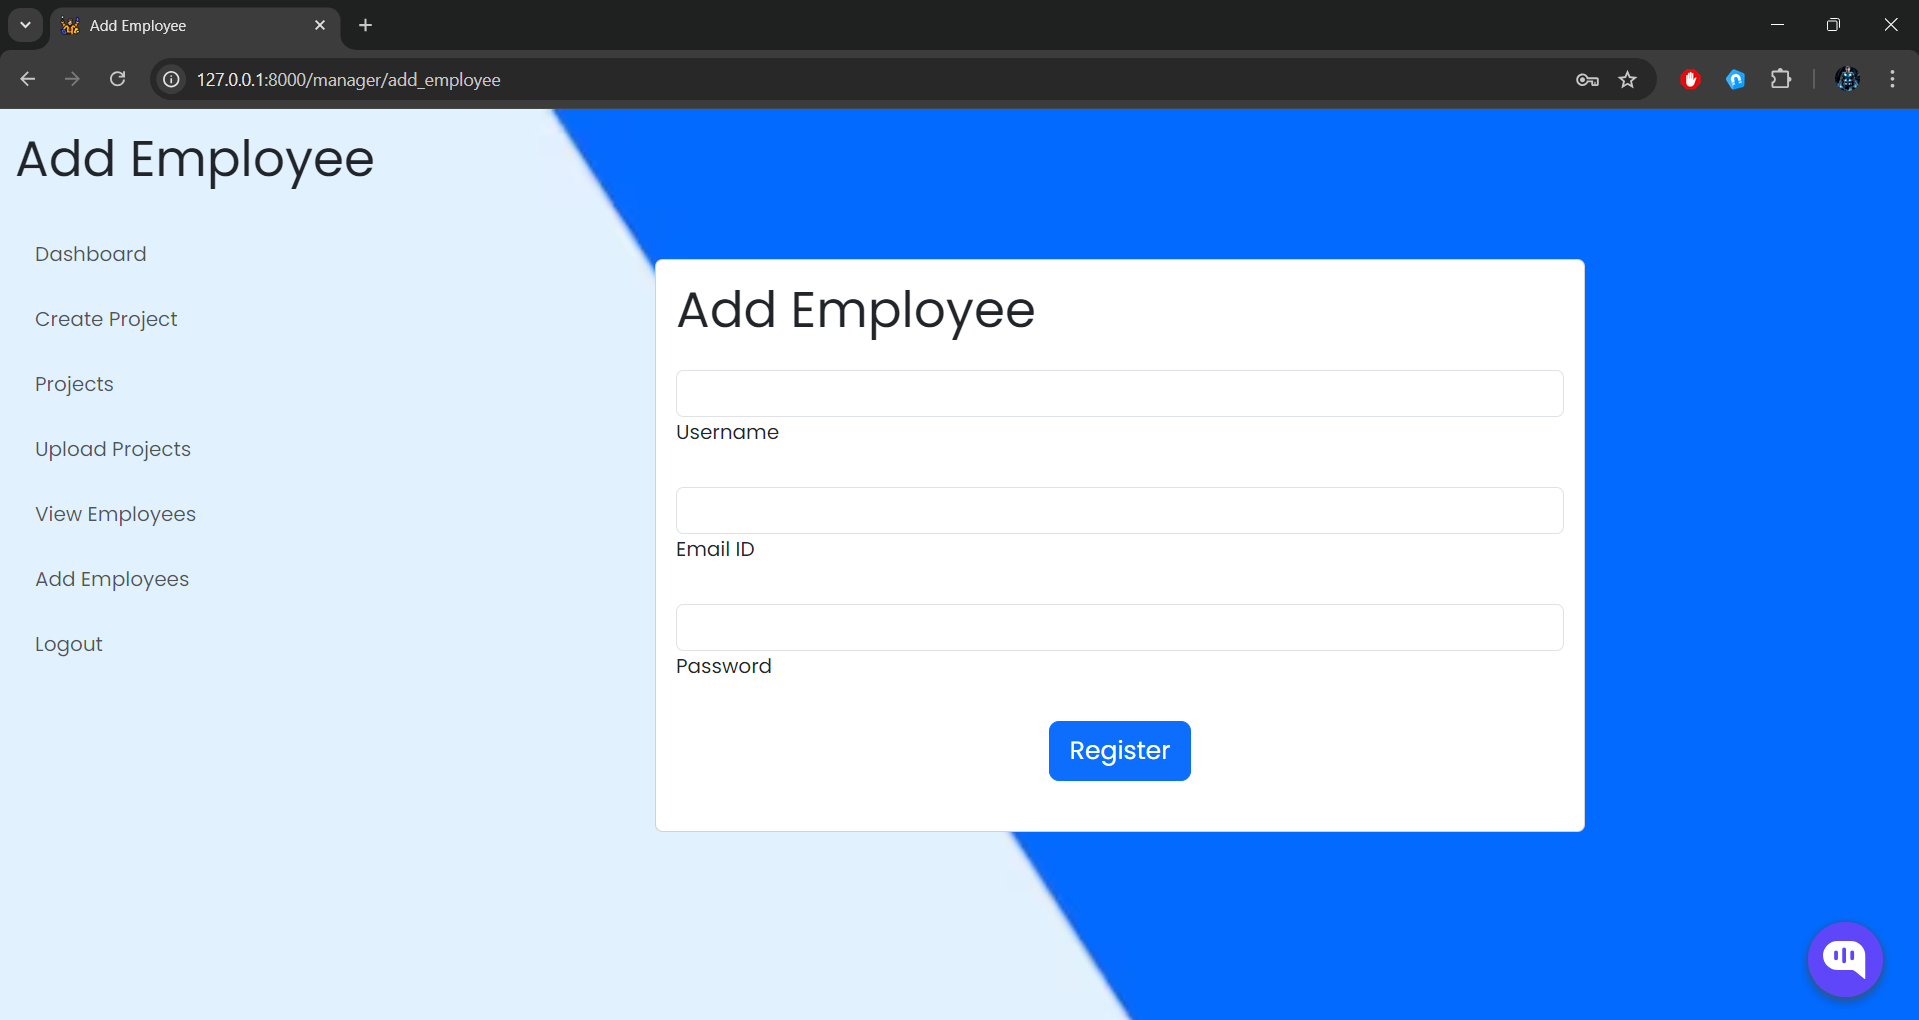 Add Employee
127.0.0.1:8000/manager/add_employee
Add Employee
Dashboard
Create Project
Projects
Upload Projects
View Employees
Add Employees
Logout
Add Employee
Username
Email ID
Password
Register